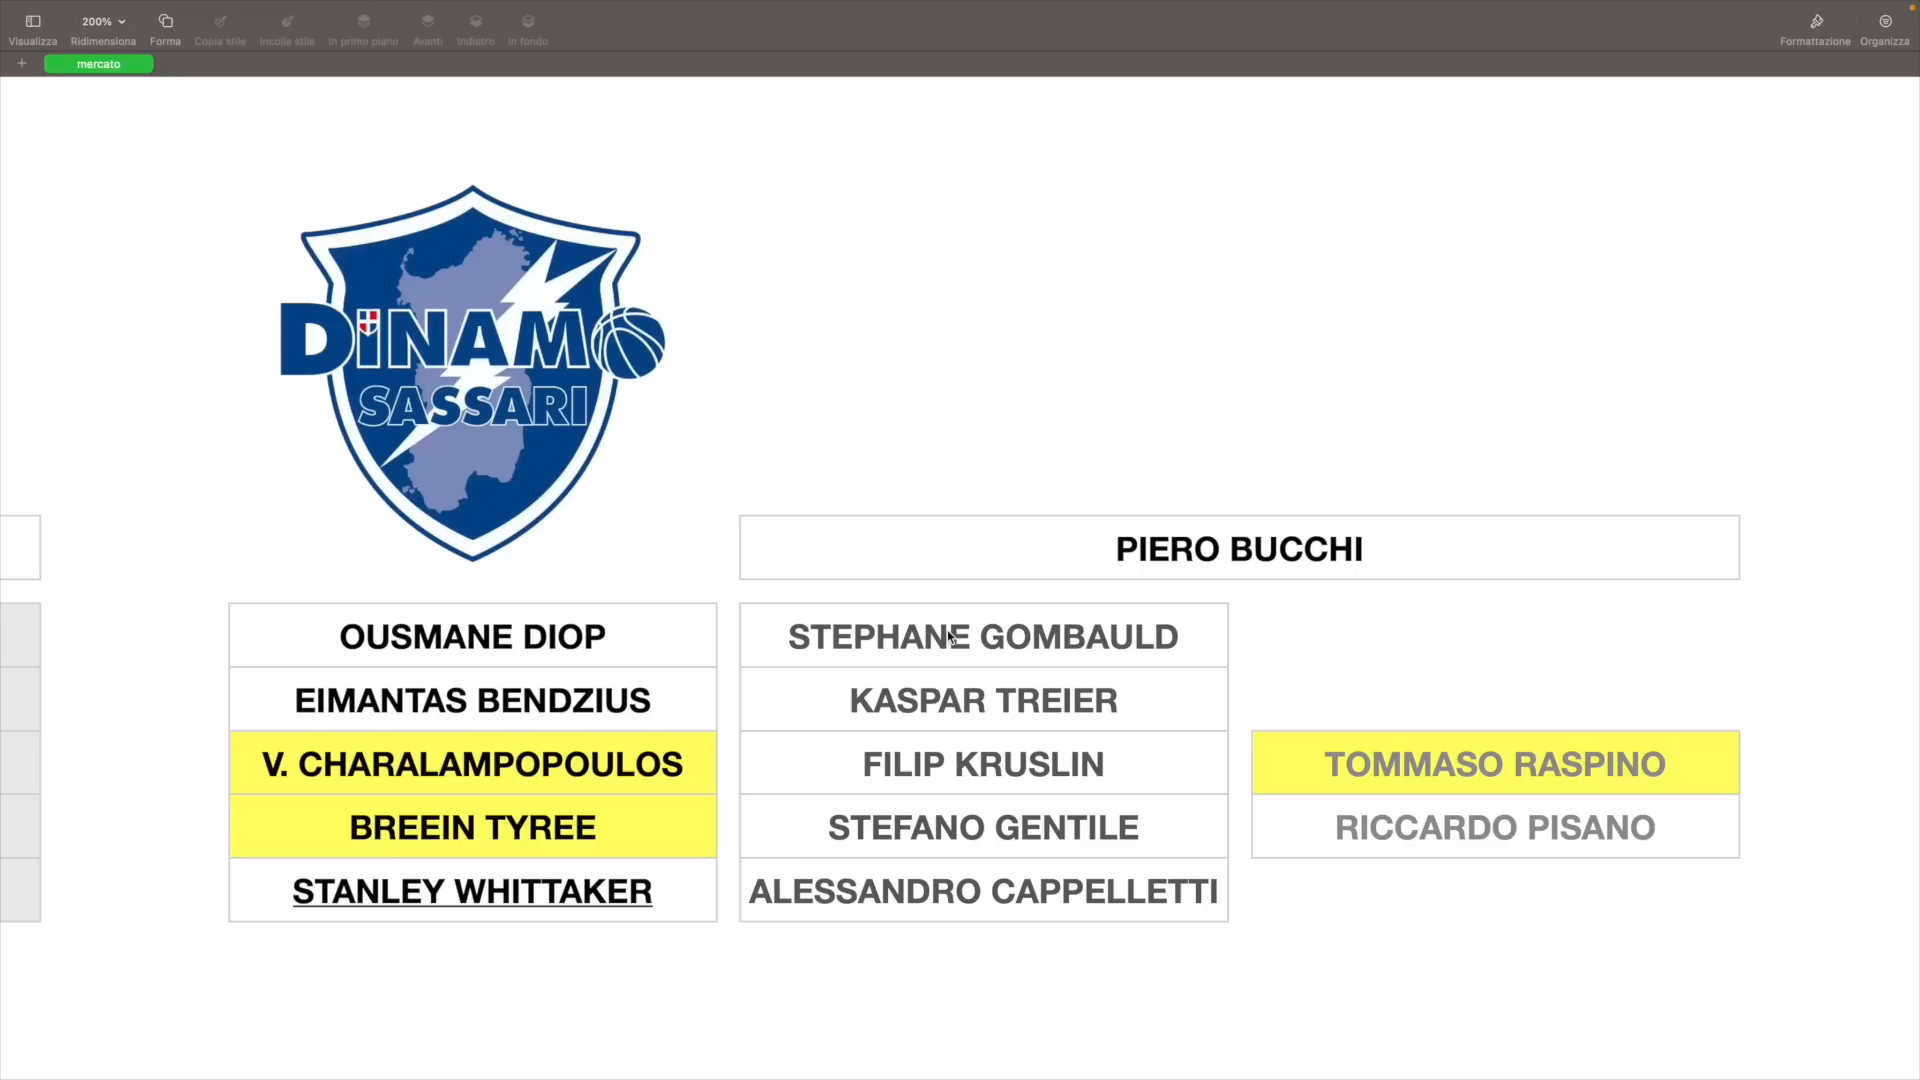 200%
Visualizza
Ridimensiona
Forma
Copia stile
Incolla stile
In primo piano
Avanti
Indietro
In fondo
Formattazione
Organizza
mercato
DiNAMO
SASSARI
PIERO BUCCHI
OUSMANE DIOP
STEPHANE GOMBAULD
EIMANTAS BENDZIUS
KASPAR TREIER
V. CHARALAMPOPOULOS
FILIP KRUSLIN
TOMMASO RASPINO
BREEIN TYREE
STEFANO GENTILE
RICCARDO PISANO
STANLEY WHITTAKER
ALESSANDRO CAPPELLETTI